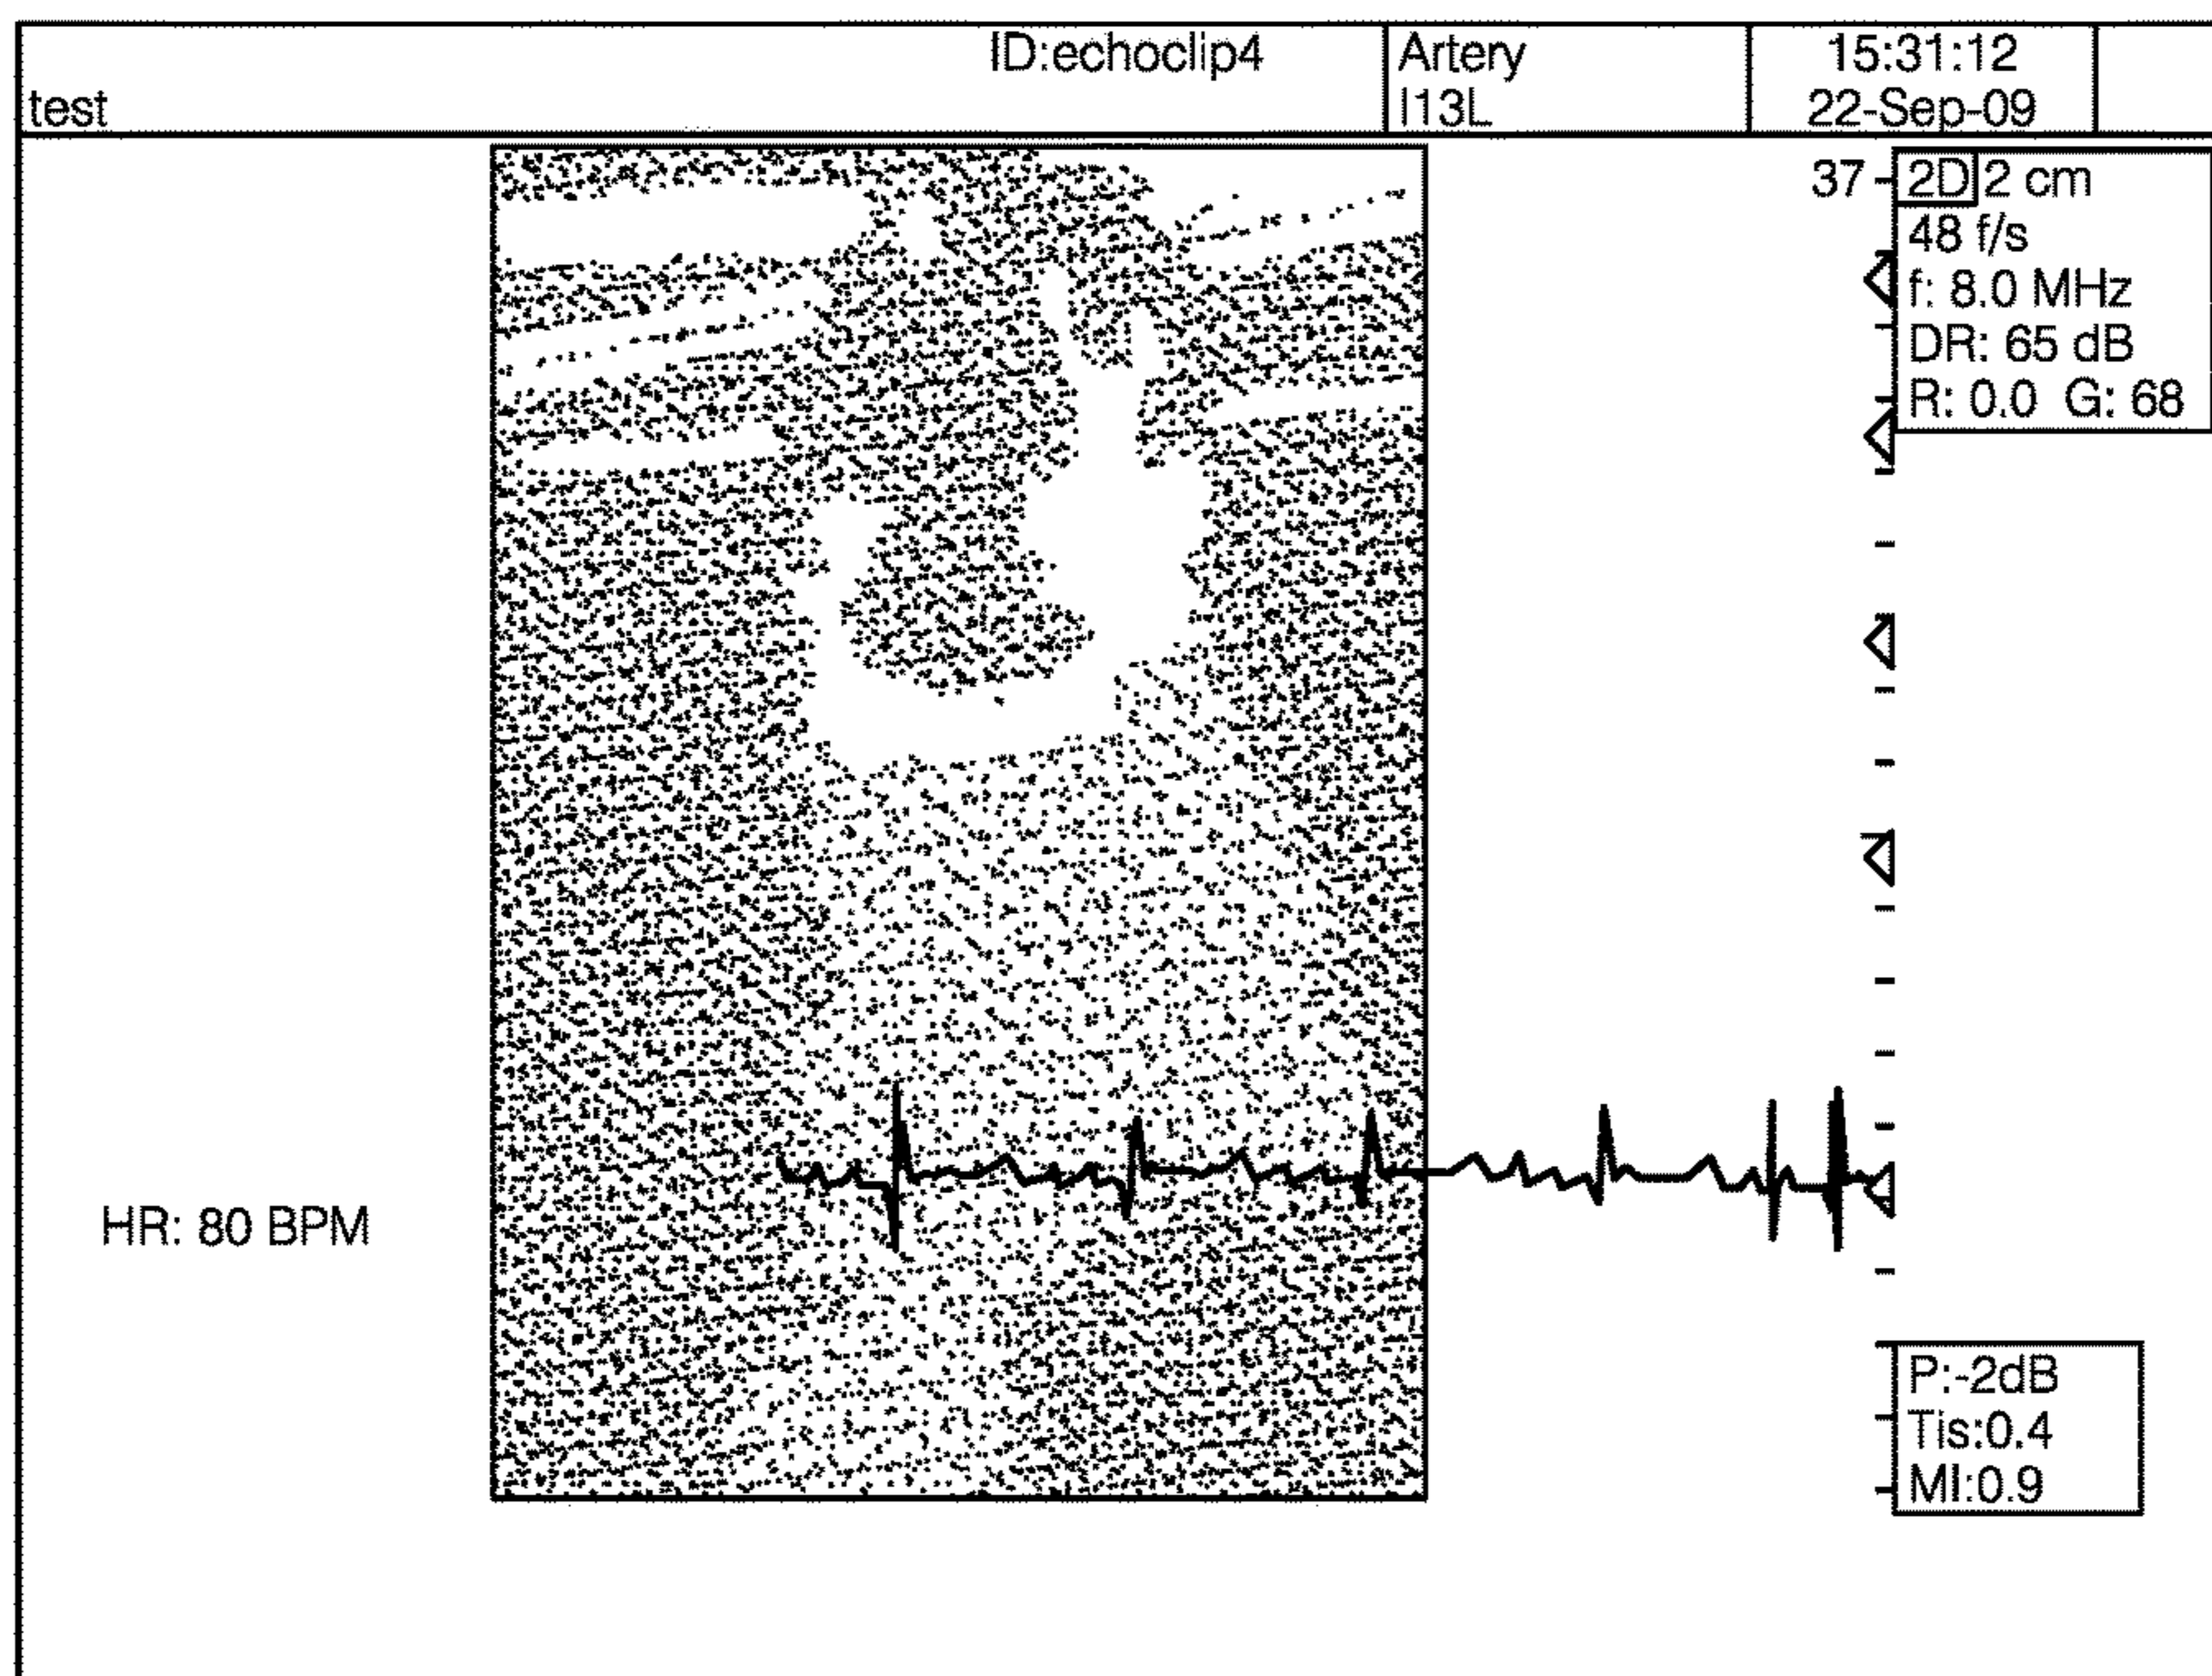 ID:echoclip4
test
Artery
I13L
15:31:12
22-Sep-09
37
2D 2 cm
48 f/s
f: 8.0 MHz
DR: 65 dB
R: 0.0 G: 68
HR: 80 BPM
P:-2dB
Tis:0.4
MI:0.9